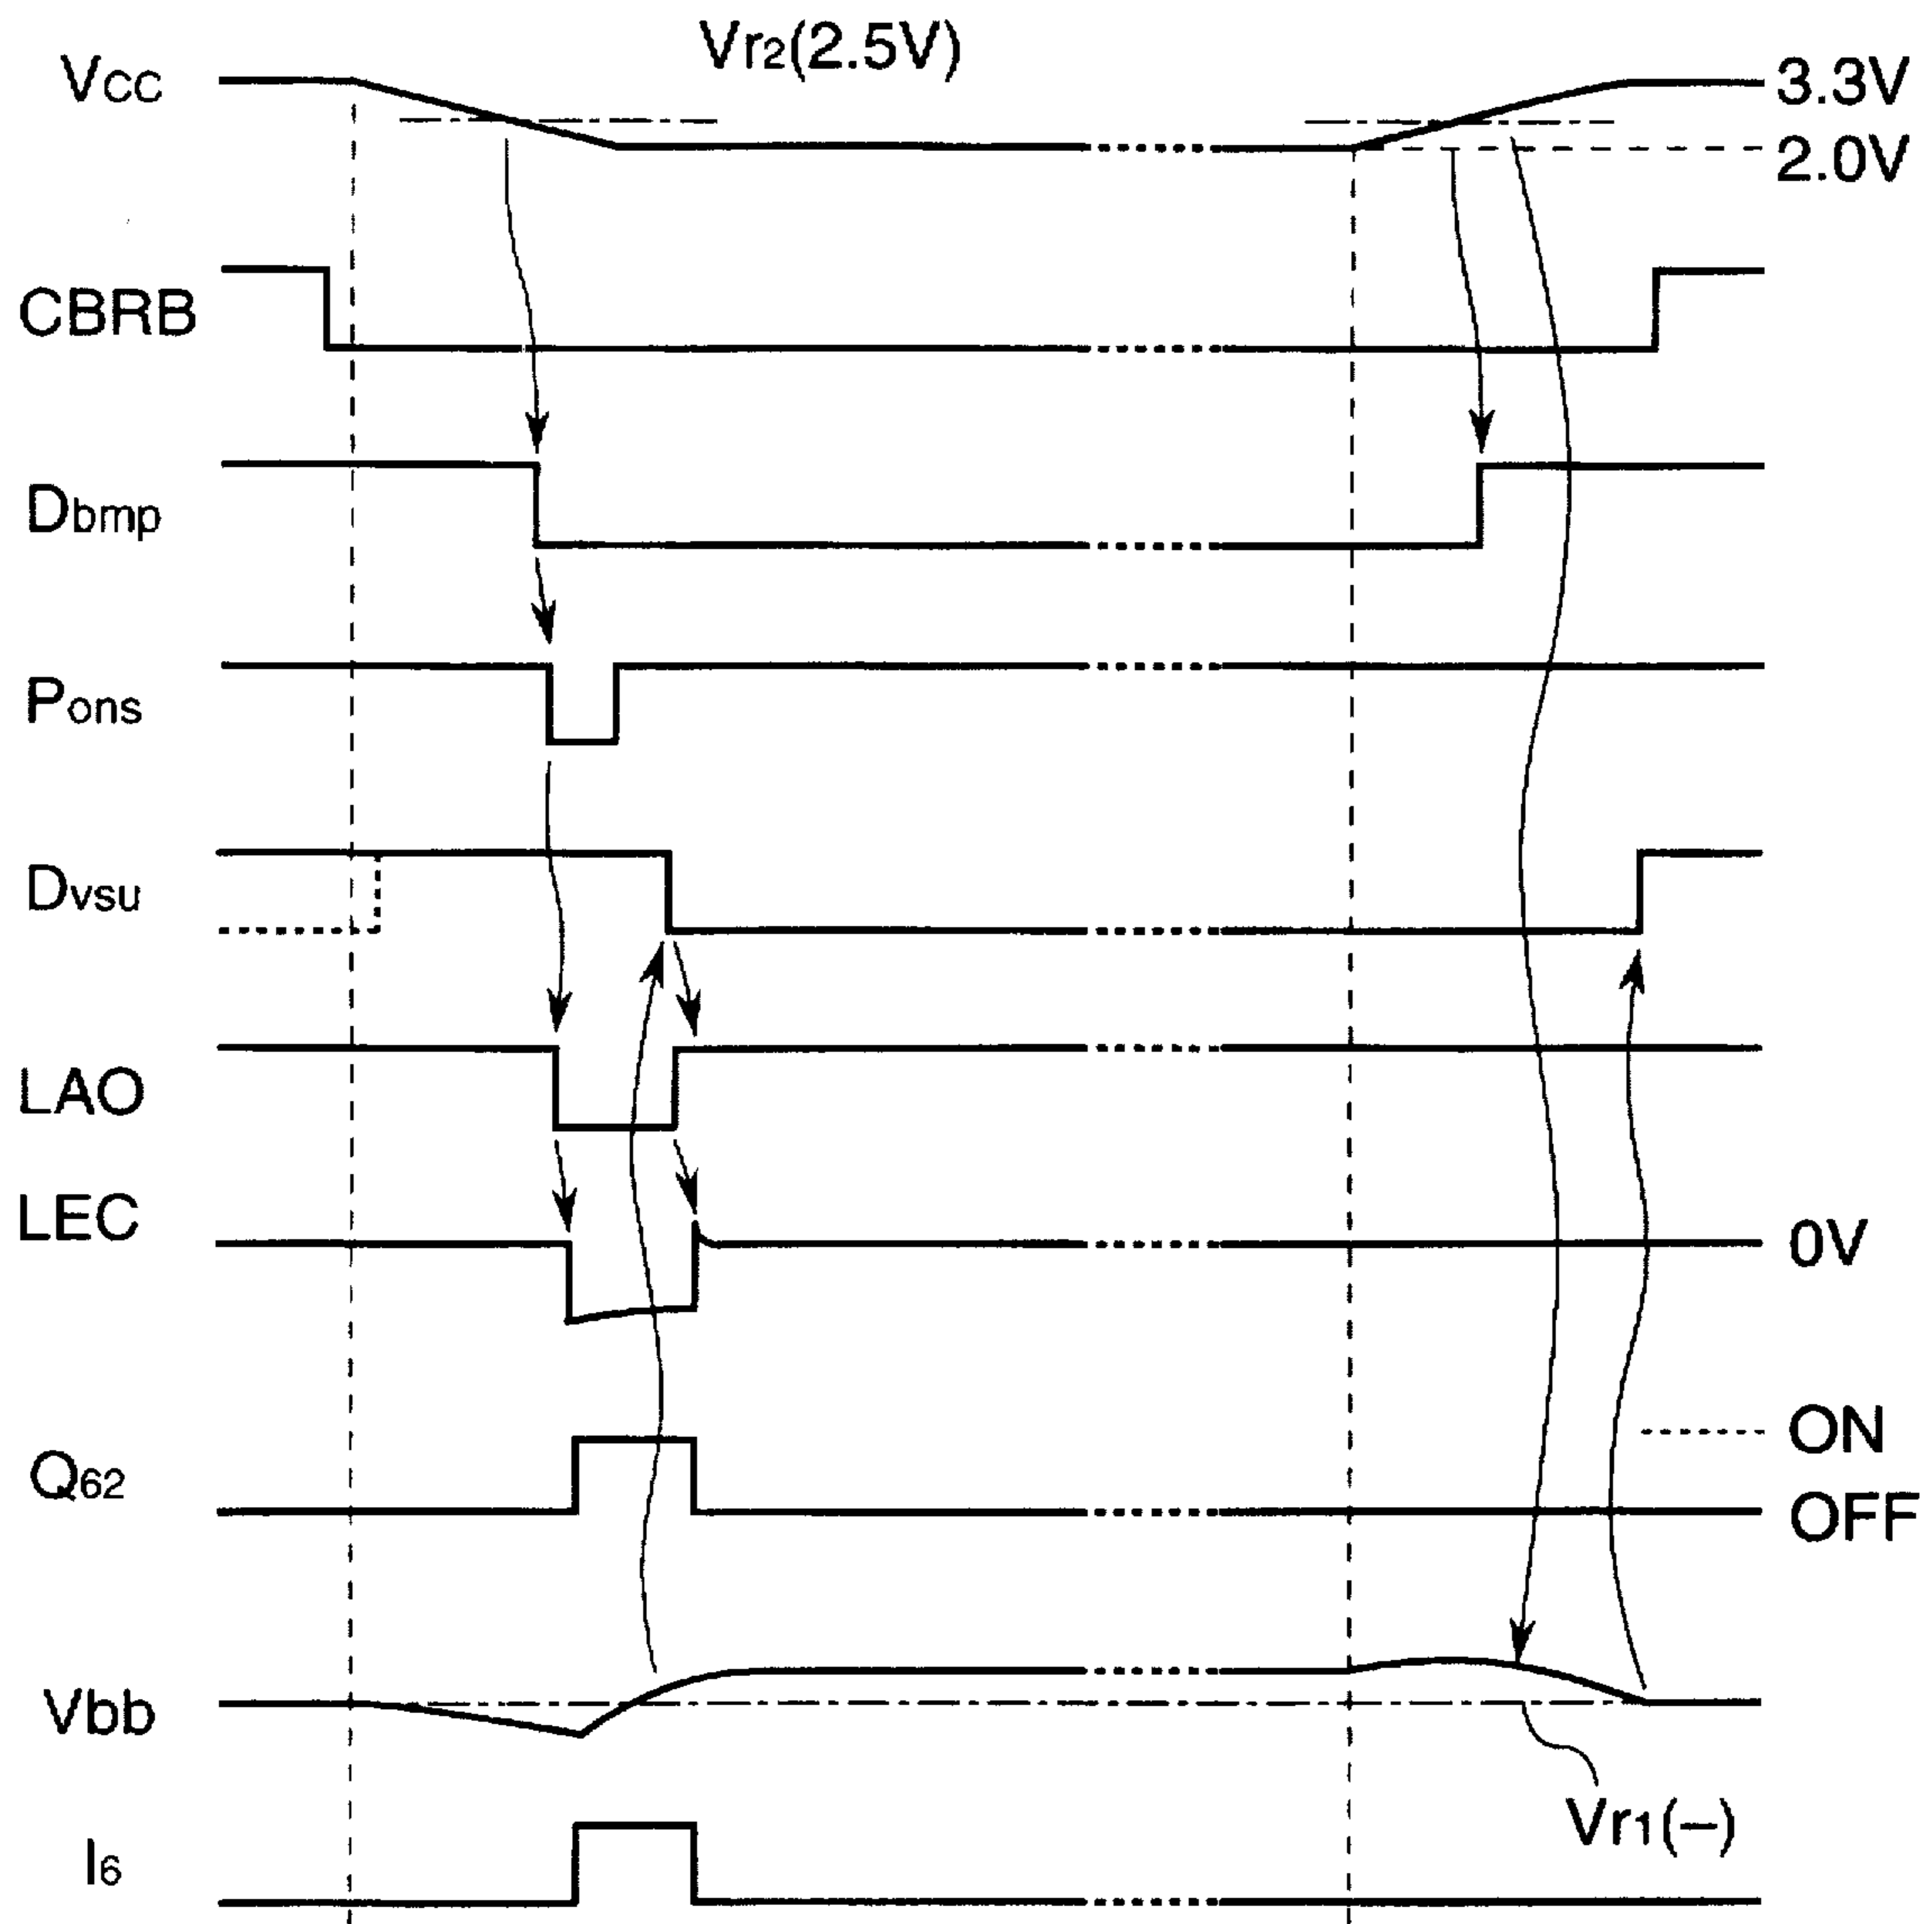 Vr2(2.5V)
Vcc
3.3V
2.0V
CBRB
Dbmp
Pons
Dvsu
LAO
LEC
0V
ON
Q62
OFF
Vbb
Vr1(–)
I6